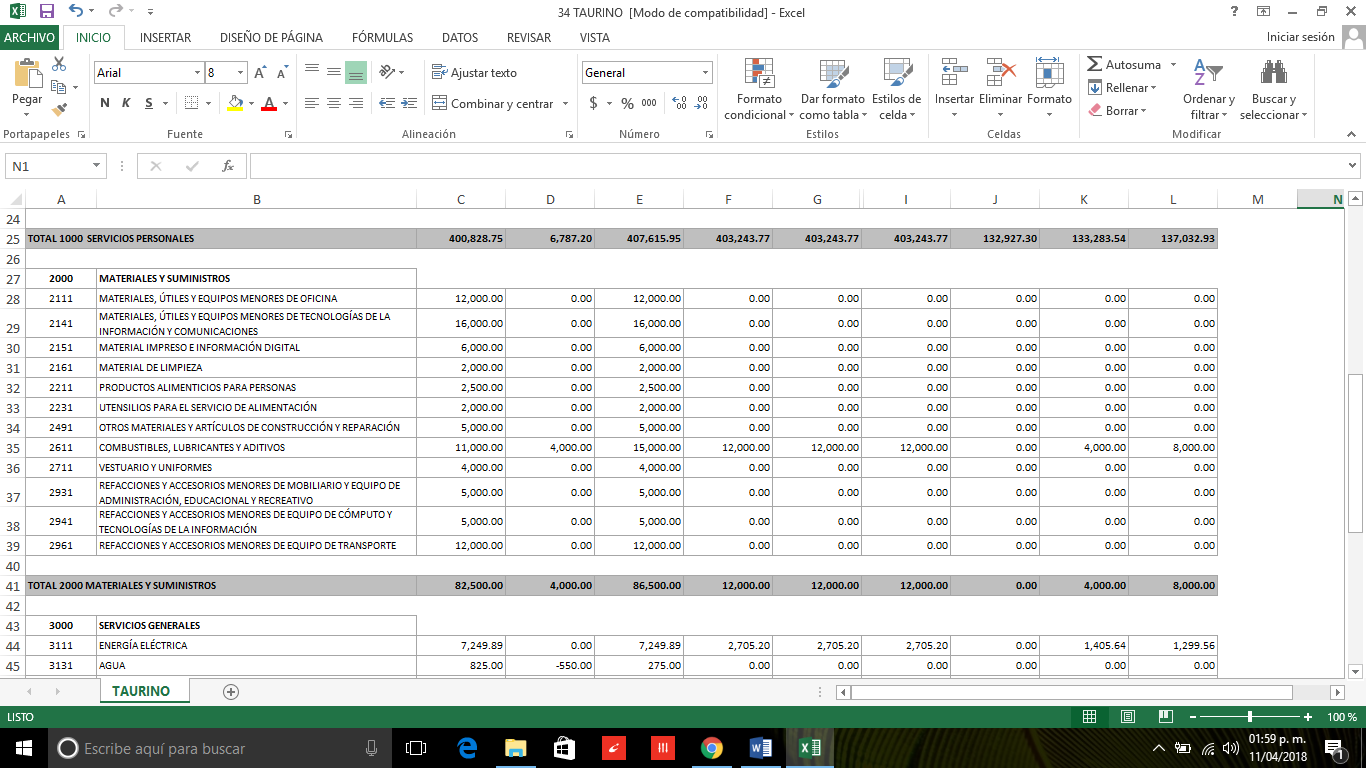 34 TAURINO [Modo de compatibilidad] - Excel
ARCHIVO INICIO INSERTAR DISEÑO DE PÁGINA FÓRMULAS DATOS REVISAR VISTA Iniciar sesión
Pegar
Portapapeles
Arial 8
N K S
Fuente
Ajustar texto
Combinar y centrar
Alineación
General
$ % 000
Número
Formato condicional
Dar formato como tabla
Estilos de celda
Estilos
Insertar Eliminar Formato
Celdas
Autosuma
Rellenar
Borrar
Ordenar y filtrar
Buscar y seleccionar
Modificar
N1 fx
A B C D E F G I J K L M N
24
25 TOTAL 1000 SERVICIOS PERSONALES 400,828.75 6,787.20 407,615.95 403,243.77 403,243.77 403,243.77 132,927.30 133,283.54 137,032.93
26
27 2000 MATERIALES Y SUMINISTROS
28 2111 MATERIALES, ÚTILES Y EQUIPOS MENORES DE OFICINA 12,000.00 0.00 12,000.00 0.00 0.00 0.00 0.00 0.00 0.00
29 2141 MATERIALES, ÚTILES Y EQUIPOS MENORES DE TECNOLOGÍAS DE LA
INFORMACIÓN Y COMUNICACIONES 16,000.00 0.00 16,000.00 0.00 0.00 0.00 0.00 0.00 0.00
30 2151 MATERIAL IMPRESO E INFORMACIÓN DIGITAL 6,000.00 0.00 6,000.00 0.00 0.00 0.00 0.00 0.00 0.00
31 2161 MATERIAL DE LIMPIEZA 2,000.00 0.00 2,000.00 0.00 0.00 0.00 0.00 0.00 0.00
32 2211 PRODUCTOS ALIMENTICIOS PARA PERSONAS 2,500.00 0.00 2,500.00 0.00 0.00 0.00 0.00 0.00 0.00
33 2231 UTENSILIOS PARA EL SERVICIO DE ALIMENTACIÓN 2,000.00 0.00 2,000.00 0.00 0.00 0.00 0.00 0.00 0.00
34 2491 OTROS MATERIALES Y ARTÍCULOS DE CONSTRUCCIÓN Y REPARACIÓN 5,000.00 0.00 5,000.00 0.00 0.00 0.00 0.00 0.00 0.00
35 2611 COMBUSTIBLES, LUBRICANTES Y ADITIVOS 11,000.00 4,000.00 15,000.00 12,000.00 12,000.00 12,000.00 0.00 4,000.00 8,000.00
36 2711 VESTUARIO Y UNIFORMES 4,000.00 0.00 4,000.00 0.00 0.00 0.00 0.00 0.00 0.00
37 2931 REFACCIONES Y ACCESORIOS MENORES DE MOBILIARIO Y EQUIPO DE
ADMINISTRACIÓN, EDUCACIONAL Y RECREATIVO 5,000.00 0.00 5,000.00 0.00 0.00 0.00 0.00 0.00 0.00
38 2941 REFACCIONES Y ACCESORIOS MENORES DE EQUIPO DE CÓMPUTO Y
TECNOLOGÍAS DE LA INFORMACIÓN 5,000.00 0.00 5,000.00 0.00 0.00 0.00 0.00 0.00 0.00
39 2961 REFACCIONES Y ACCESORIOS MENORES DE EQUIPO DE TRANSPORTE 12,000.00 0.00 12,000.00 0.00 0.00 0.00 0.00 0.00 0.00
40
41 TOTAL 2000 MATERIALES Y SUMINISTROS 82,500.00 4,000.00 86,500.00 12,000.00 12,000.00 12,000.00 0.00 4,000.00 8,000.00
42
43 3000 SERVICIOS GENERALES
44 3111 ENERGÍA ELÉCTRICA 7,249.89 0.00 7,249.89 2,705.20 2,705.20 2,705.20 0.00 1,405.64 1,299.56
45 3131 AGUA 825.00 -550.00 275.00 0.00 0.00 0.00 0.00 0.00 0.00
TAURINO
LISTO 100 %
Escribe aquí para buscar
01:59 p. m.
11/04/2018
1